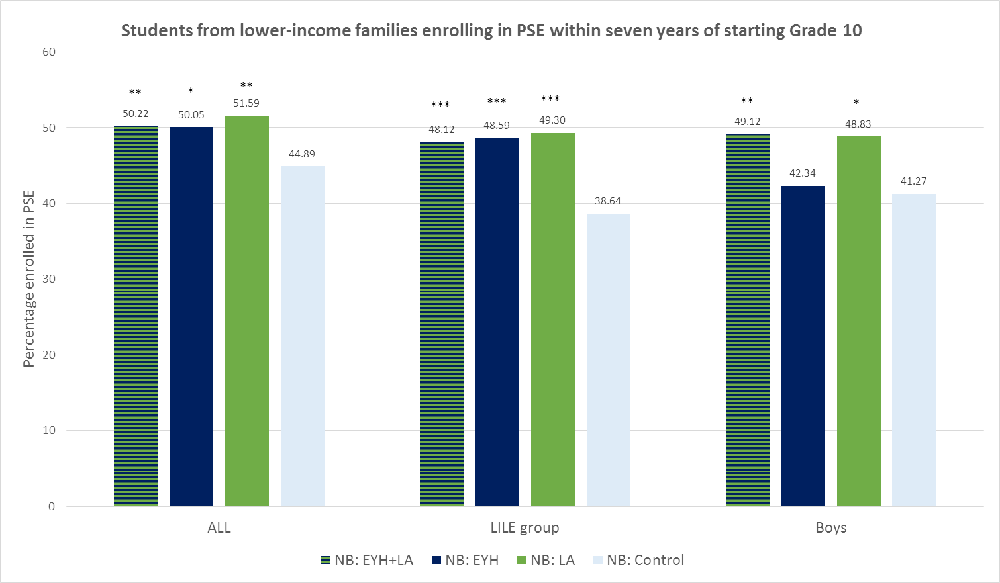 Students from lower-income families enrolling in PSE within seven years of starting Grade 10
Percentage enrolled in PSE
60
50
40
30
20
10
0
** * **
50.22 50.05 51.59 44.89
*** *** ***
48.12 48.59 49.30 38.64
** *
49.12 42.34 48.83 41.27
ALL LILE group Boys
NB: EYH+LA NB: EYH NB: LA NB: Control